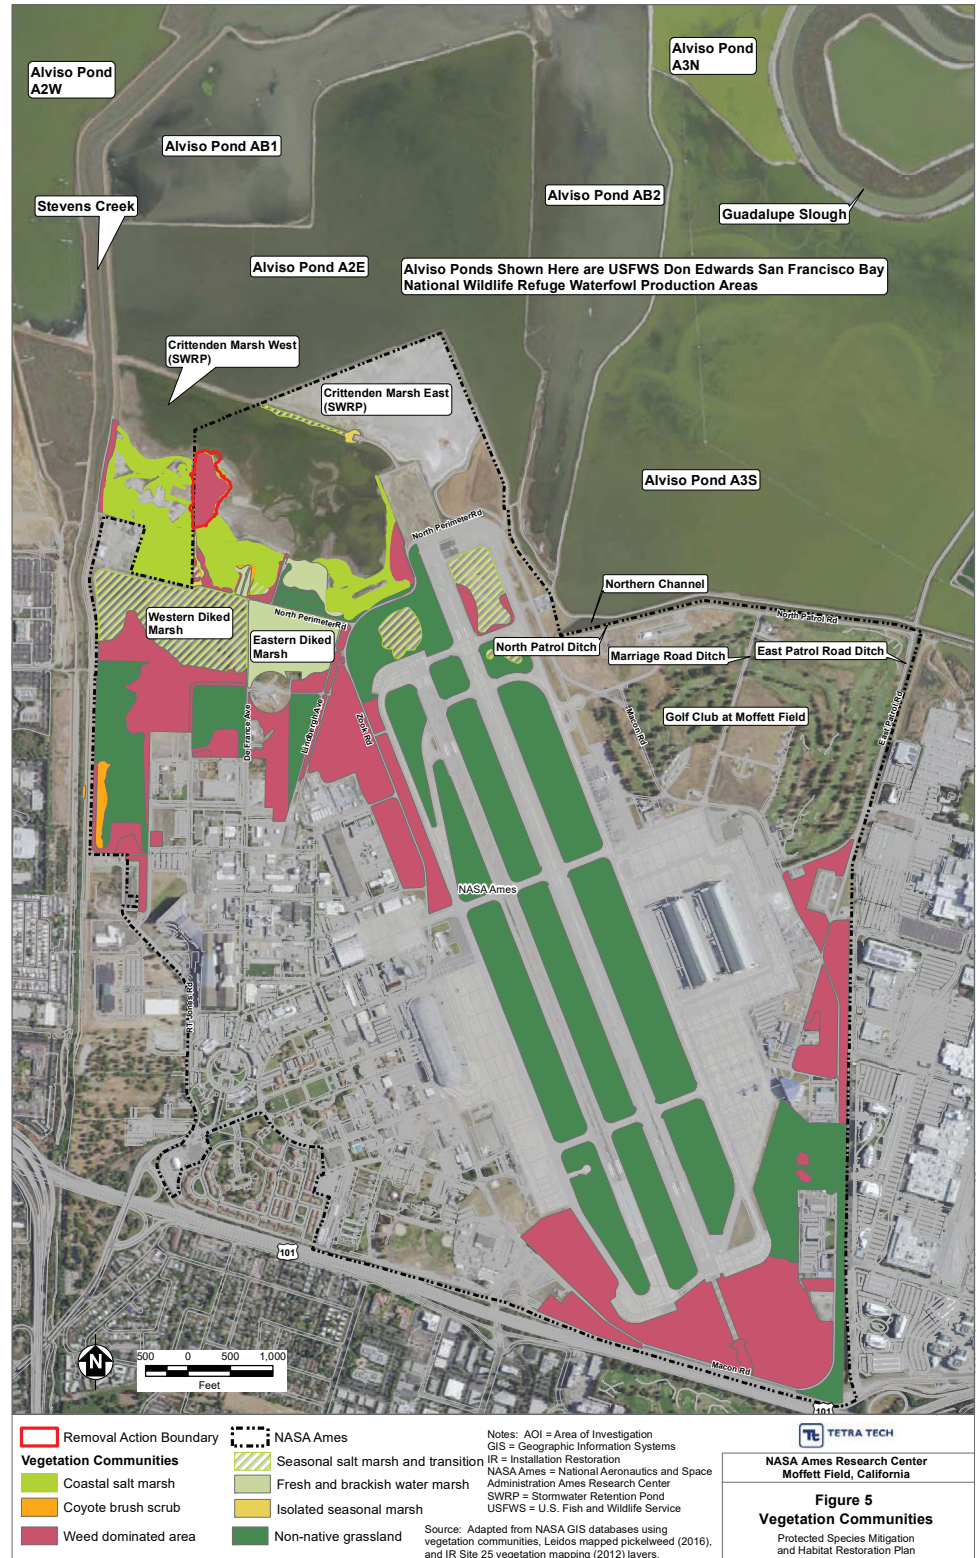 Alviso Pond
A2W
Alviso Pond
A3N
Alviso Pond AB1
Alviso Pond AB2
Stevens Creek
Guadalupe Slough
Alviso Pond A2E
Alviso Ponds Shown Here are USFWS Don Edwards San Francisco Bay
National Wildlife Refuge Waterfowl Production Areas
Crittenden Marsh West
(SWRP)
Crittenden Marsh East
(SWRP)
Alviso Pond A3S
North Perimeter Rd
Northern Channel
North Patrol Rd
Western Diked
Marsh
North Perimeter Rd
Eastern Diked
Marsh
North Patrol Ditch
Marriage Road Ditch
East Patrol Road Ditch
De France Ave
Lindbergh Ave
Zook Rd
Macon Rd
Golf Club at Moffett Field
East Patrol Rd
NASA Ames
RT Jones Rd
101
Macon Rd
101
N
500 0 500 1,000
Feet
Removal Action Boundary
NASA Ames
Vegetation Communities
Coastal salt marsh
Coyote brush scrub
Weed dominated area
Seasonal salt marsh and transition
Fresh and brackish water marsh
Isolated seasonal marsh
Non-native grassland
Notes: AOI = Area of Investigation
GIS = Geographic Information Systems
IR = Installation Restoration
NASA Ames = National Aeronautics and Space
Administration Ames Research Center
SWRP = Stormwater Retention Pond
USFWS = U.S. Fish and Wildlife Service
Source: Adapted from NASA GIS databases using
vegetation communities, Leidos mapped pickelweed (2016),
and IR Site 25 vegetation mapping (2012) layers.
Tt TETRA TECH
NASA Ames Research Center
Moffett Field, California
Figure 5
Vegetation Communities
Protected Species Mitigation
and Habitat Restoration Plan